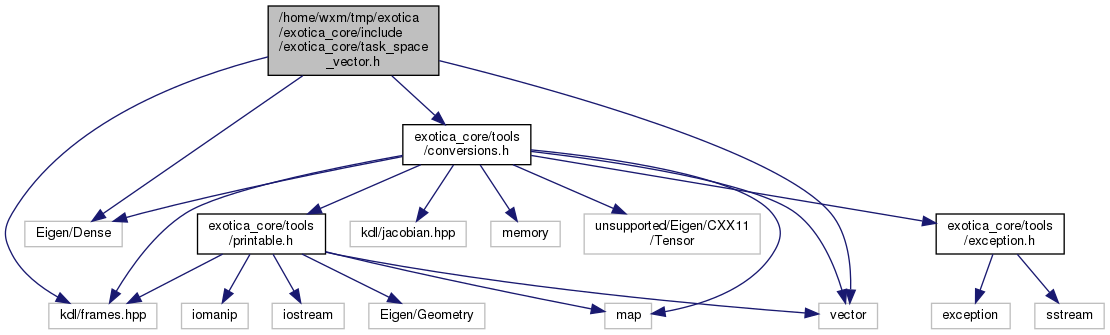 /home/wxm/tmp/exotica
/exotica_core/include
/exotica_core/task_space
_vector.h
exotica_core/tools
/conversions.h
Eigen/Dense
exotica_core/tools
/printable.h
kdl/jacobian.hpp
memory
unsupported/Eigen/CXX11
/Tensor
exotica_core/tools
/exception.h
kdl/frames.hpp
iomanip
iostream
Eigen/Geometry
map
vector
exception
sstream